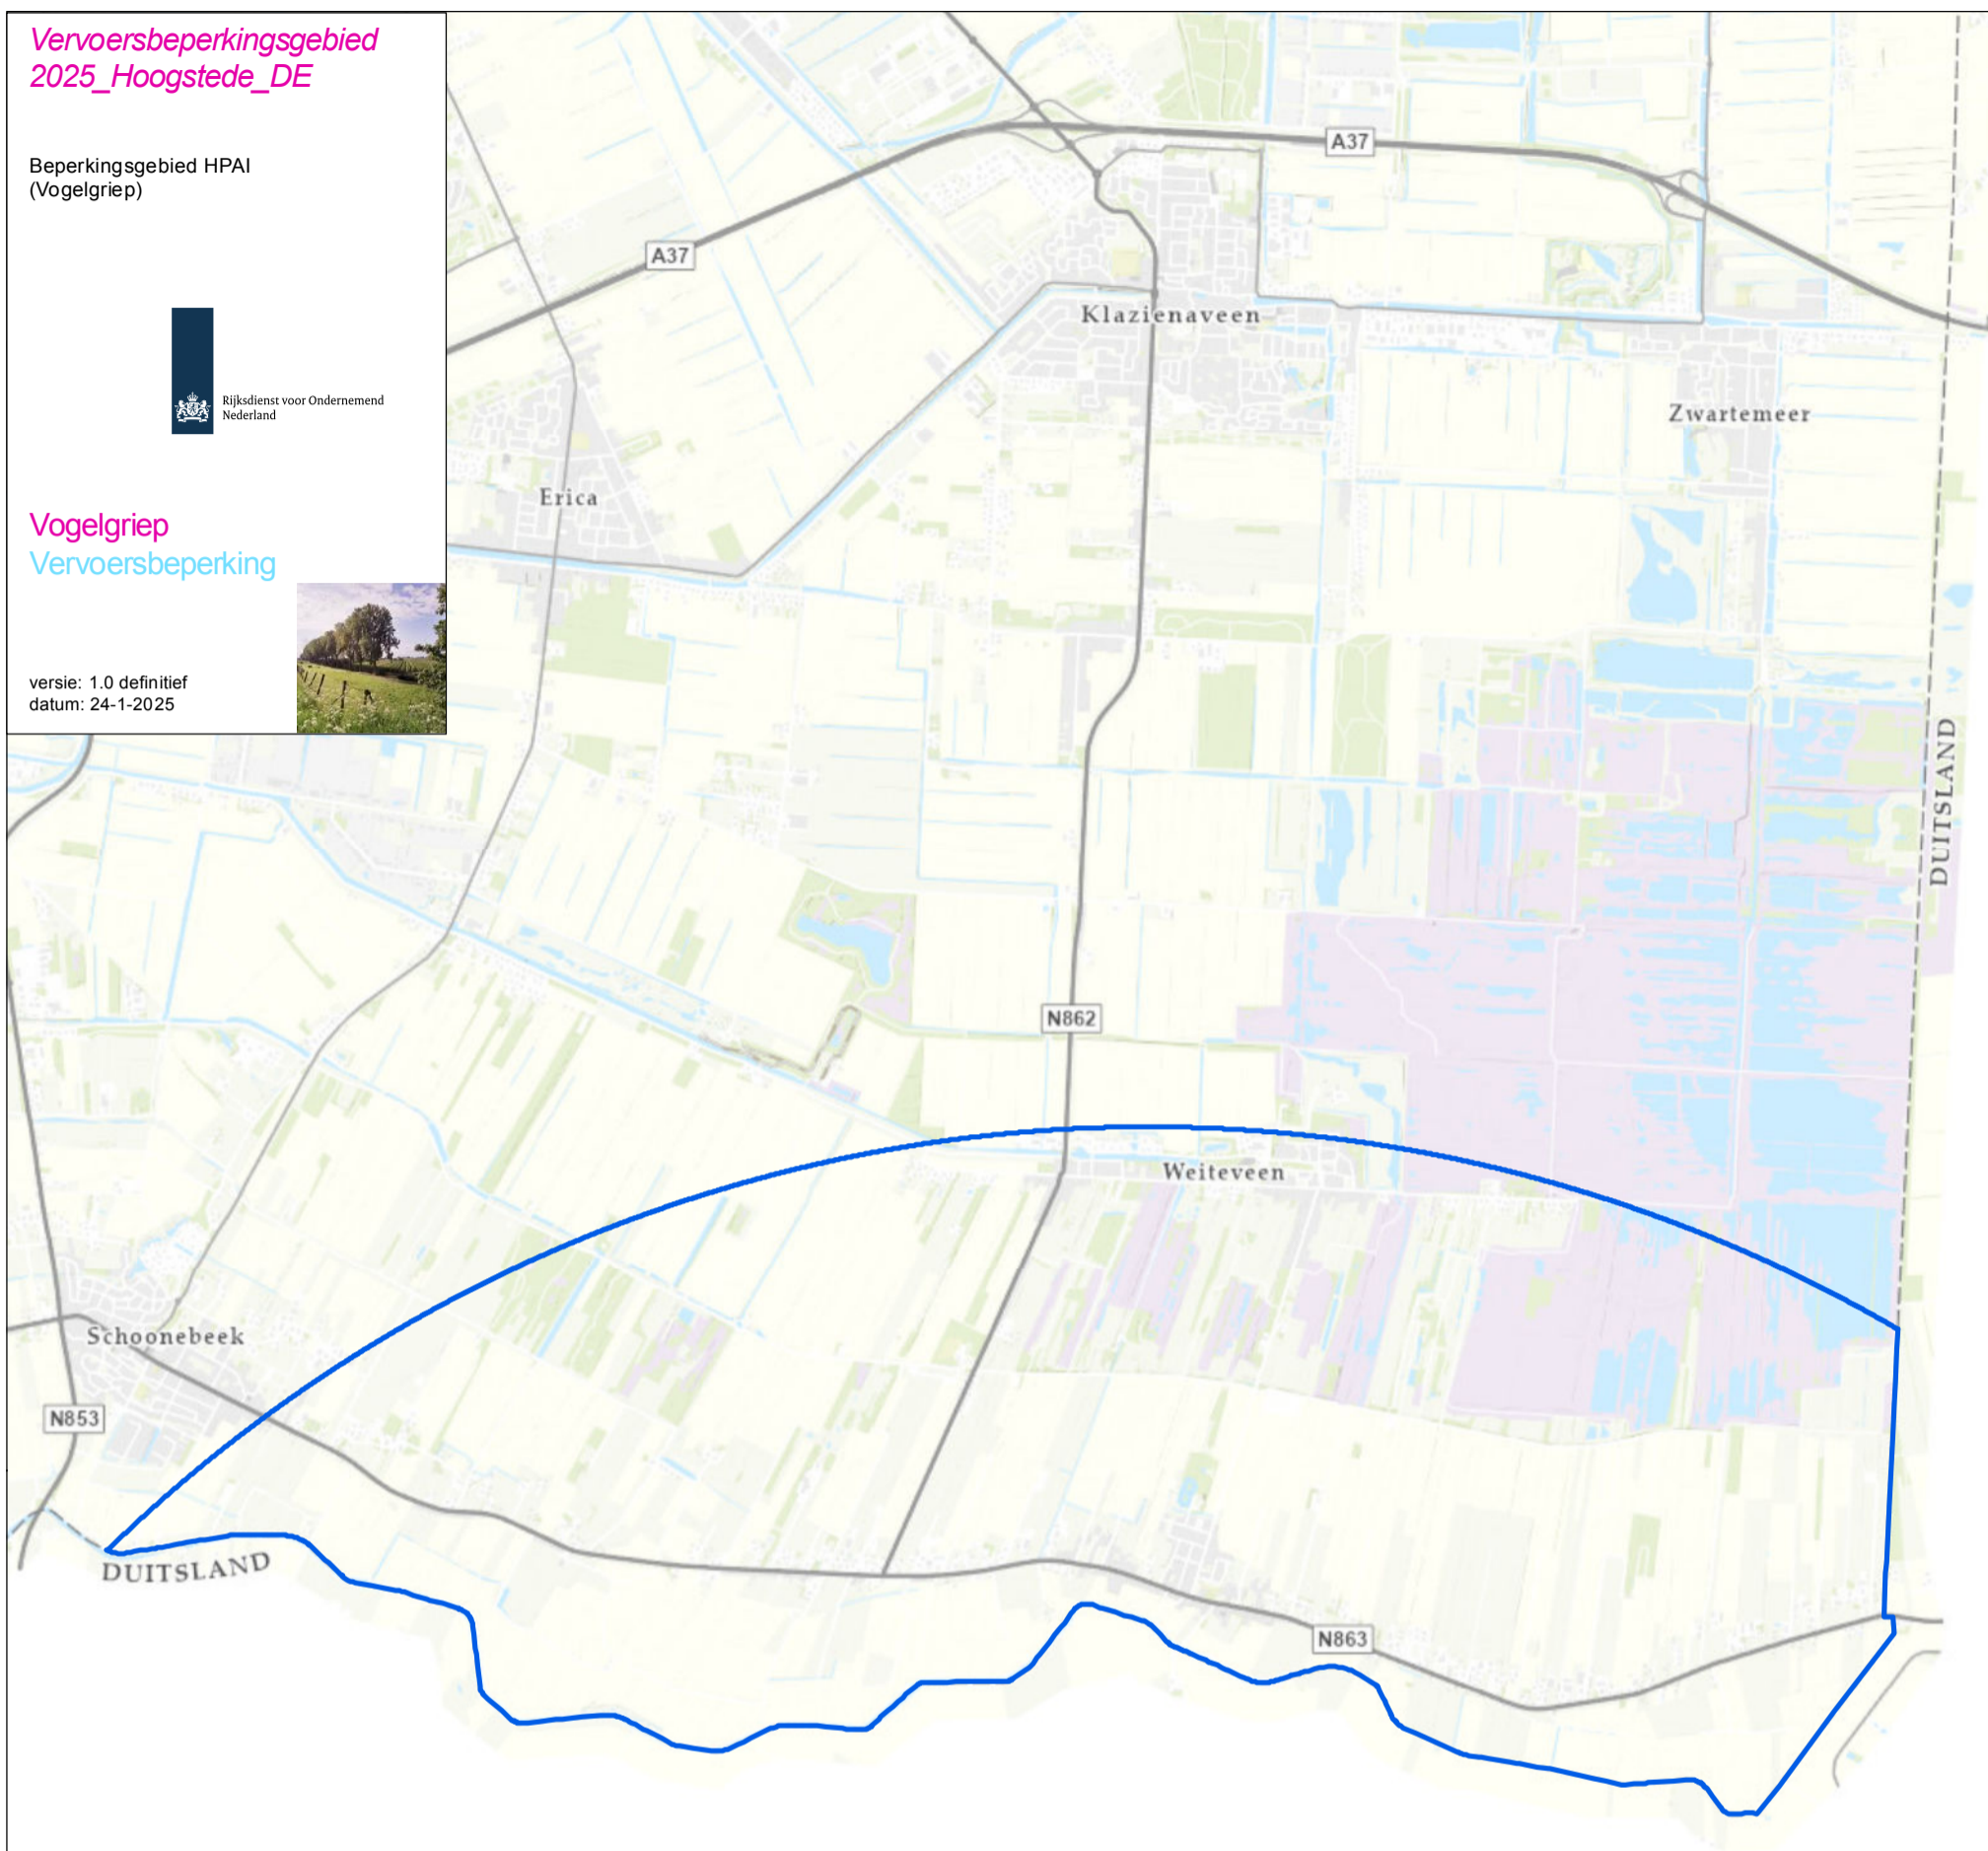 Vervoersbeperkingsgebied
2025_Hoogstede_DE
Beperkingsgebied HPAI
(Vogelgriep)
Rijksdienst voor Ondernemend
Nederland
Vogelgriep
Vervoersbeperking
versie: 1.0 definitief
datum: 24-1-2025
A37
A37
Klazienaveen
Zwartemeer
Erica
DUITSLAND
N862
Weiteveen
Schoonebeek
N853
DUITSLAND
N863